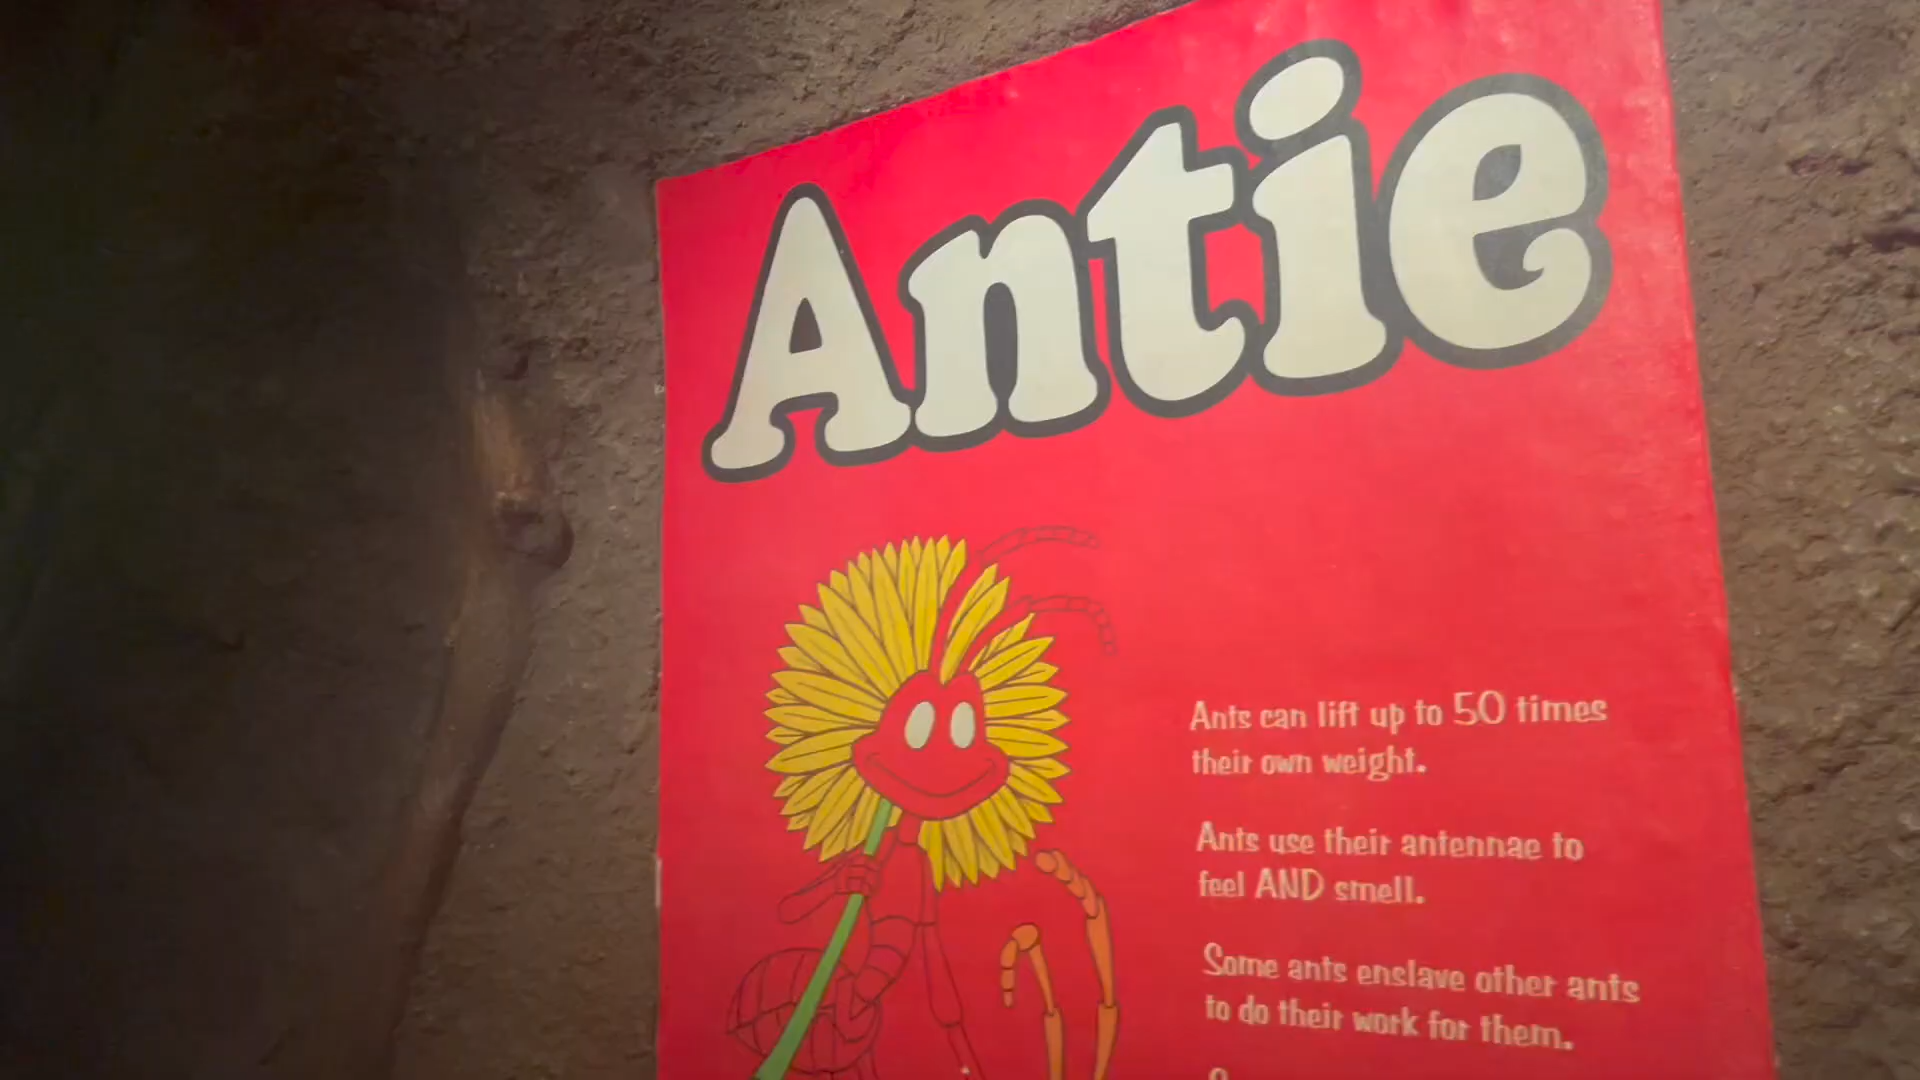 Antie
Ants can lift up to 50 times
their own weight.
Ants use their antennae to
feel AND smell.
Some ants enslave other ants
to do their work for them.